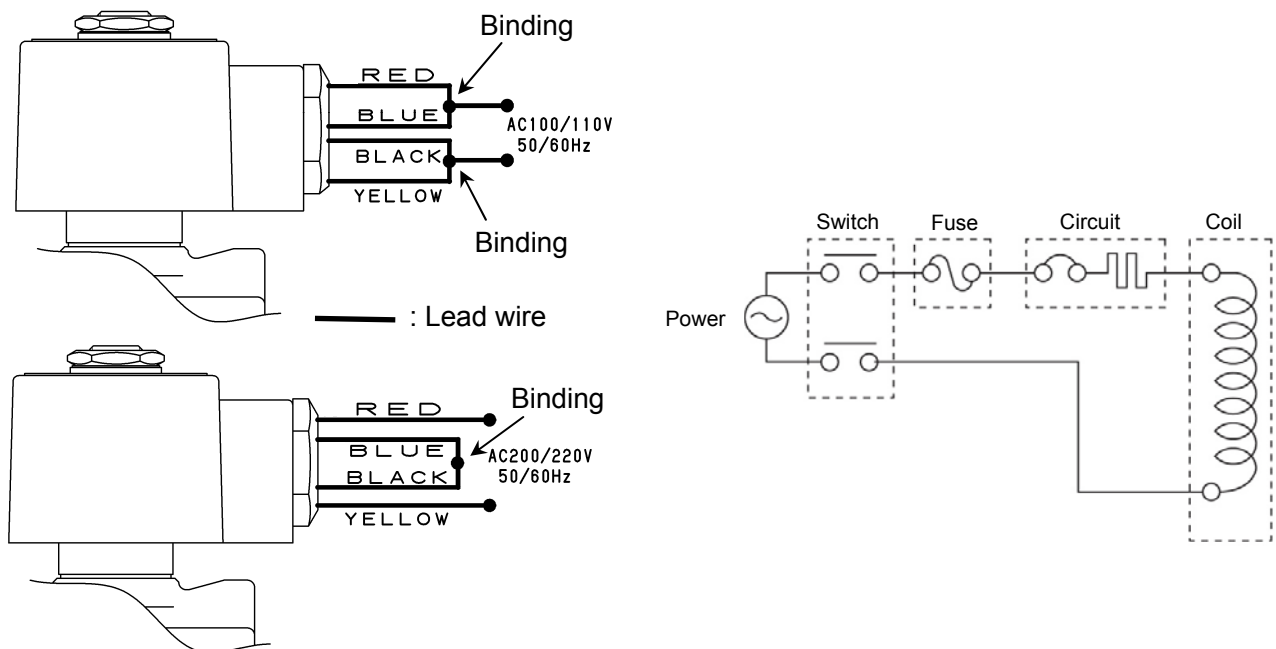 Binding
RED
BLUE
AC100/110V
50/60Hz
BLACK
YELLOW
Binding
: Lead wire
RED
Binding
BLUE
AC200/220V
50/60Hz
BLACK
YELLOW
Switch
Fuse
Circuit
Coil
Power